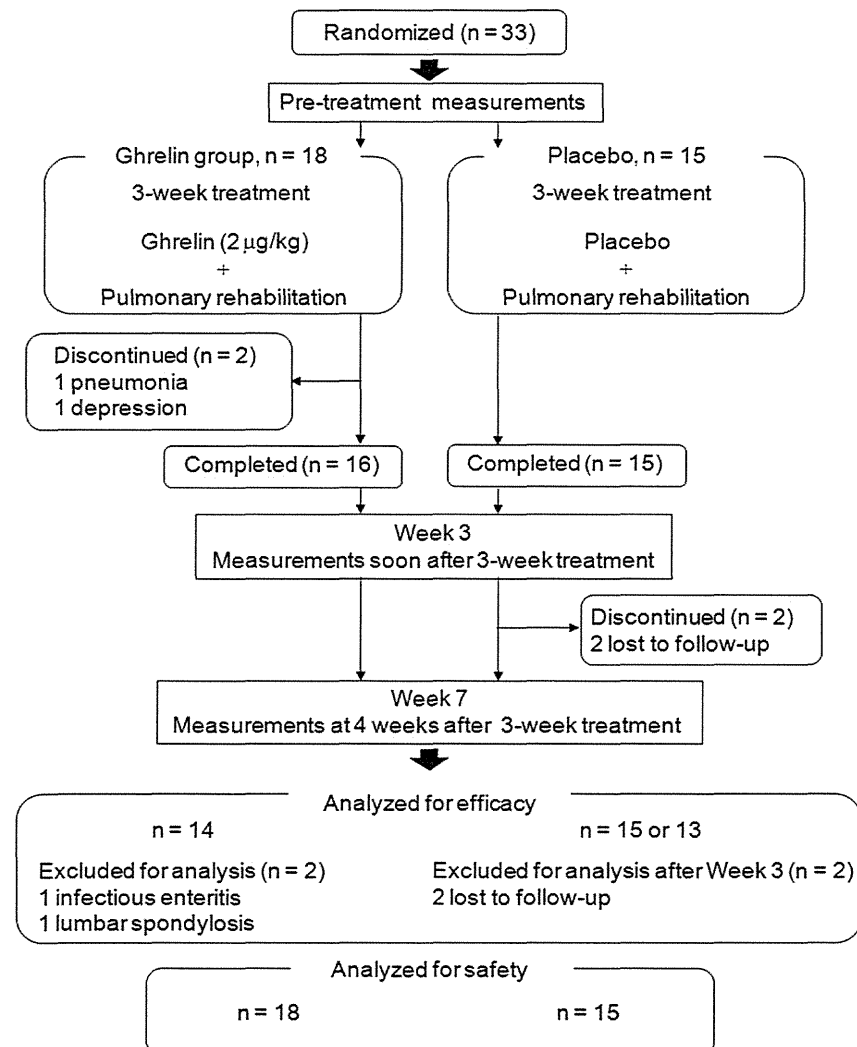 Randomized (n = 33)
Pre-treatment measurements
Ghrelin group, n = 18
3-week treatment
Ghrelin (2 μg/kg)
÷
Pulmonary rehabilitation
Placebo, n = 15
3-week treatment
Placebo
÷
Pulmonary rehabilitation
Discontinued (n = 2)
1 pneumonia
1 depression
Completed (n = 16)
Completed (n = 15)
Week 3
Measurements soon after 3-week treatment
Discontinued (n = 2)
2 lost to follow-up
Week 7
Measurements at 4 weeks after 3-week treatment
Analyzed for efficacy
n = 14
Excluded for analysis (n = 2)
1 infectious enteritis
1 lumbar spondylosis
n = 15 or 13
Excluded for analysis after Week 3 (n = 2)
2 lost to follow-up
Analyzed for safety
n = 18
n = 15